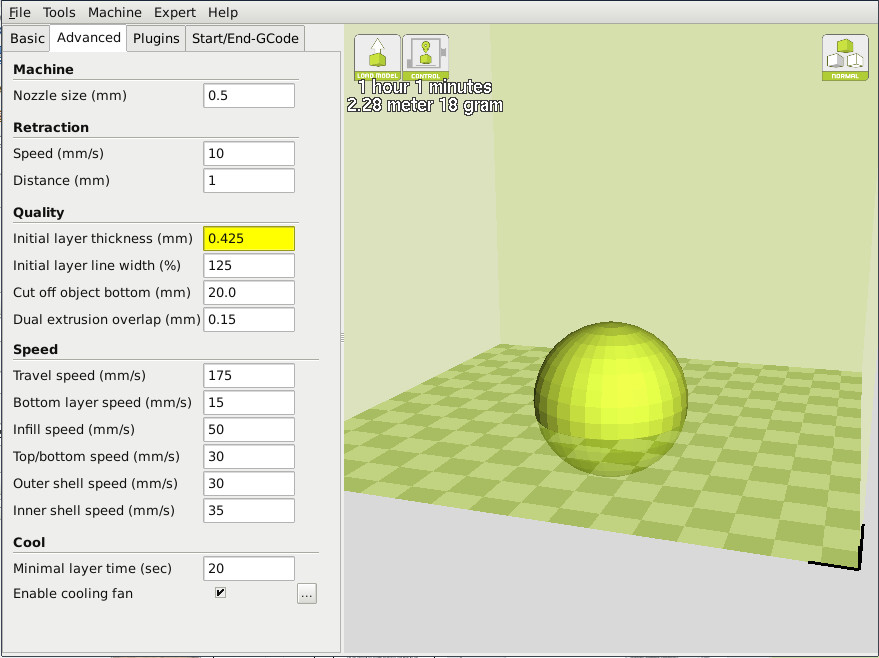 File Tools Machine Expert Help
Basic Advanced Plugins Start/End-GCode
Machine
Nozzle size (mm) 0.5
Retraction
Speed (mm/s) 10
Distance (mm) 1
Quality
Initial layer thickness (mm) 0.425
Initial layer line width (%) 125
Cut off object bottom (mm) 20.0
Dual extrusion overlap (mm) 0.15
Speed
Travel speed (mm/s) 175
Bottom layer speed (mm/s) 15
Infill speed (mm/s) 50
Top/bottom speed (mm/s) 30
Outer shell speed (mm/s) 30
Inner shell speed (mm/s) 35
Cool
Minimal layer time (sec) 20
Enable cooling fan ...
LOAD MODEL CONTROL
1 hour 1 minutes
2.28 meter 18 gram
NORMAL